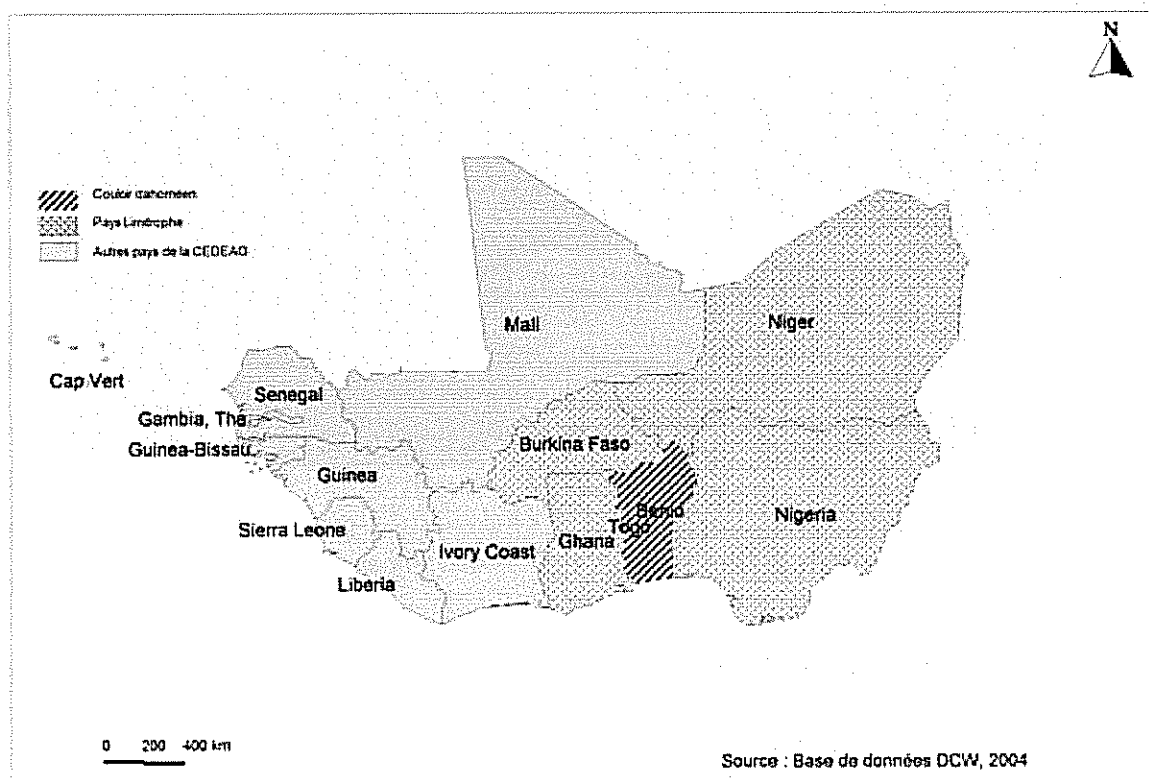 N
Couloir dahoméen
Pays Limitrophe
Autres pays de la CEDEAO
Mali
Niger
Cap Vert
Senegal
Gambia, The
Guinea-Bissau
Burkina Faso
Guinea
Benin
Nigeria
Togo
Sierra Leone
Ghana
Ivory Coast
Liberia
0 200 400 km
Source : Base de données DCW, 2004